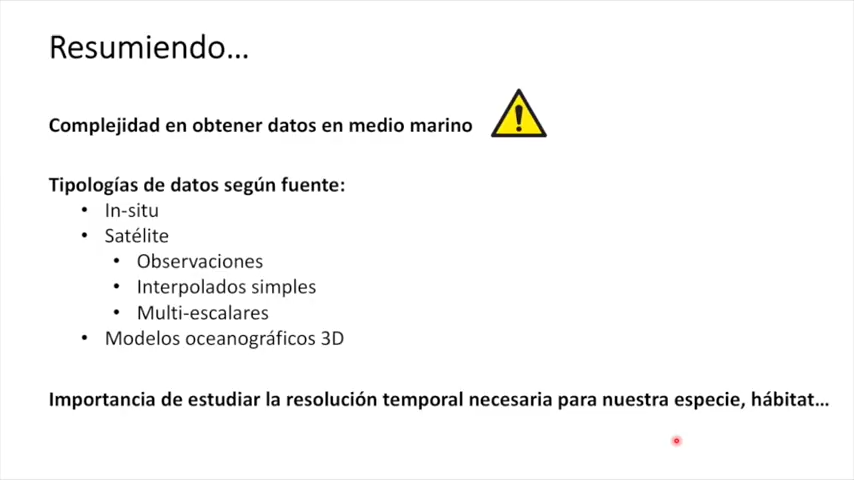 Resumiendo...
Complejidad en obtener datos en medio marino
Tipologías de datos según fuente:
• In-situ
• Satélite
• Observaciones
• Interpolados simples
• Multi-escalares
• Modelos oceanográficos 3D
Importancia de estudiar la resolución temporal necesaria para nuestra especie, hábitat...